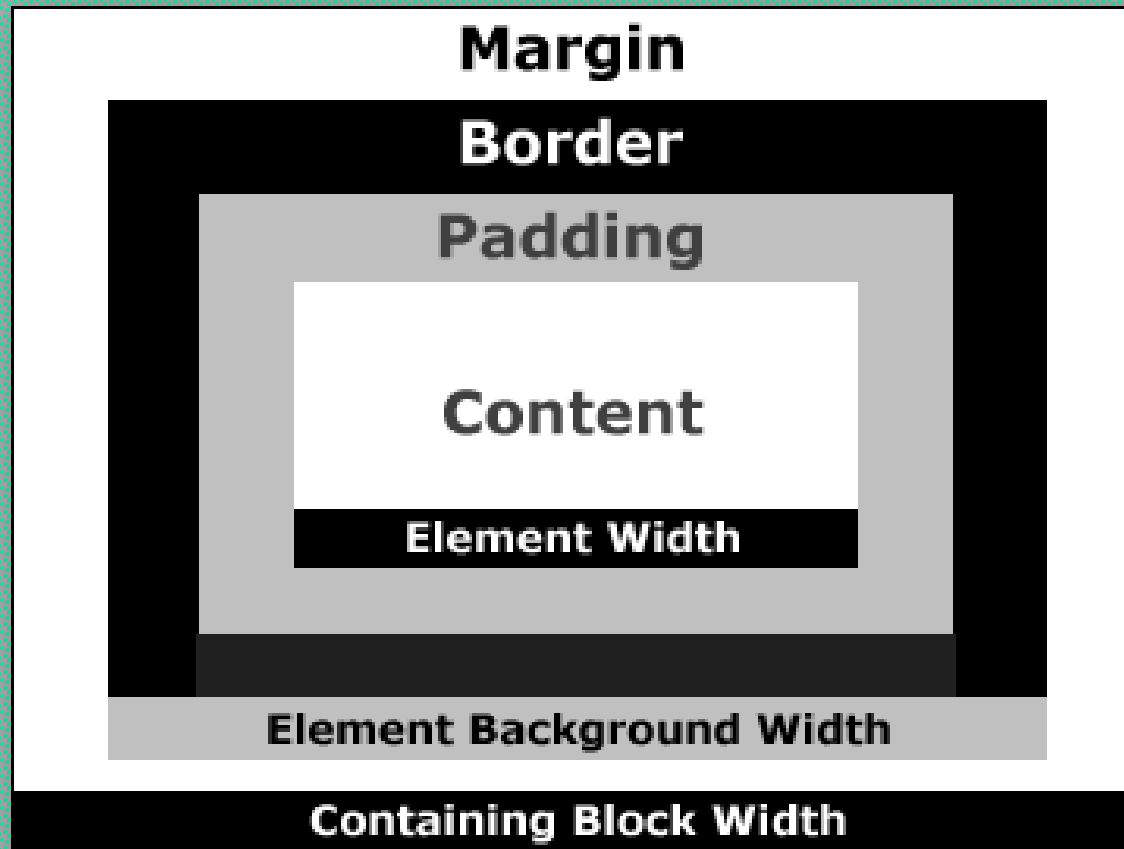 Margin
Border
Padding
Content
Element Width
Element Background Width
Containing Block Width